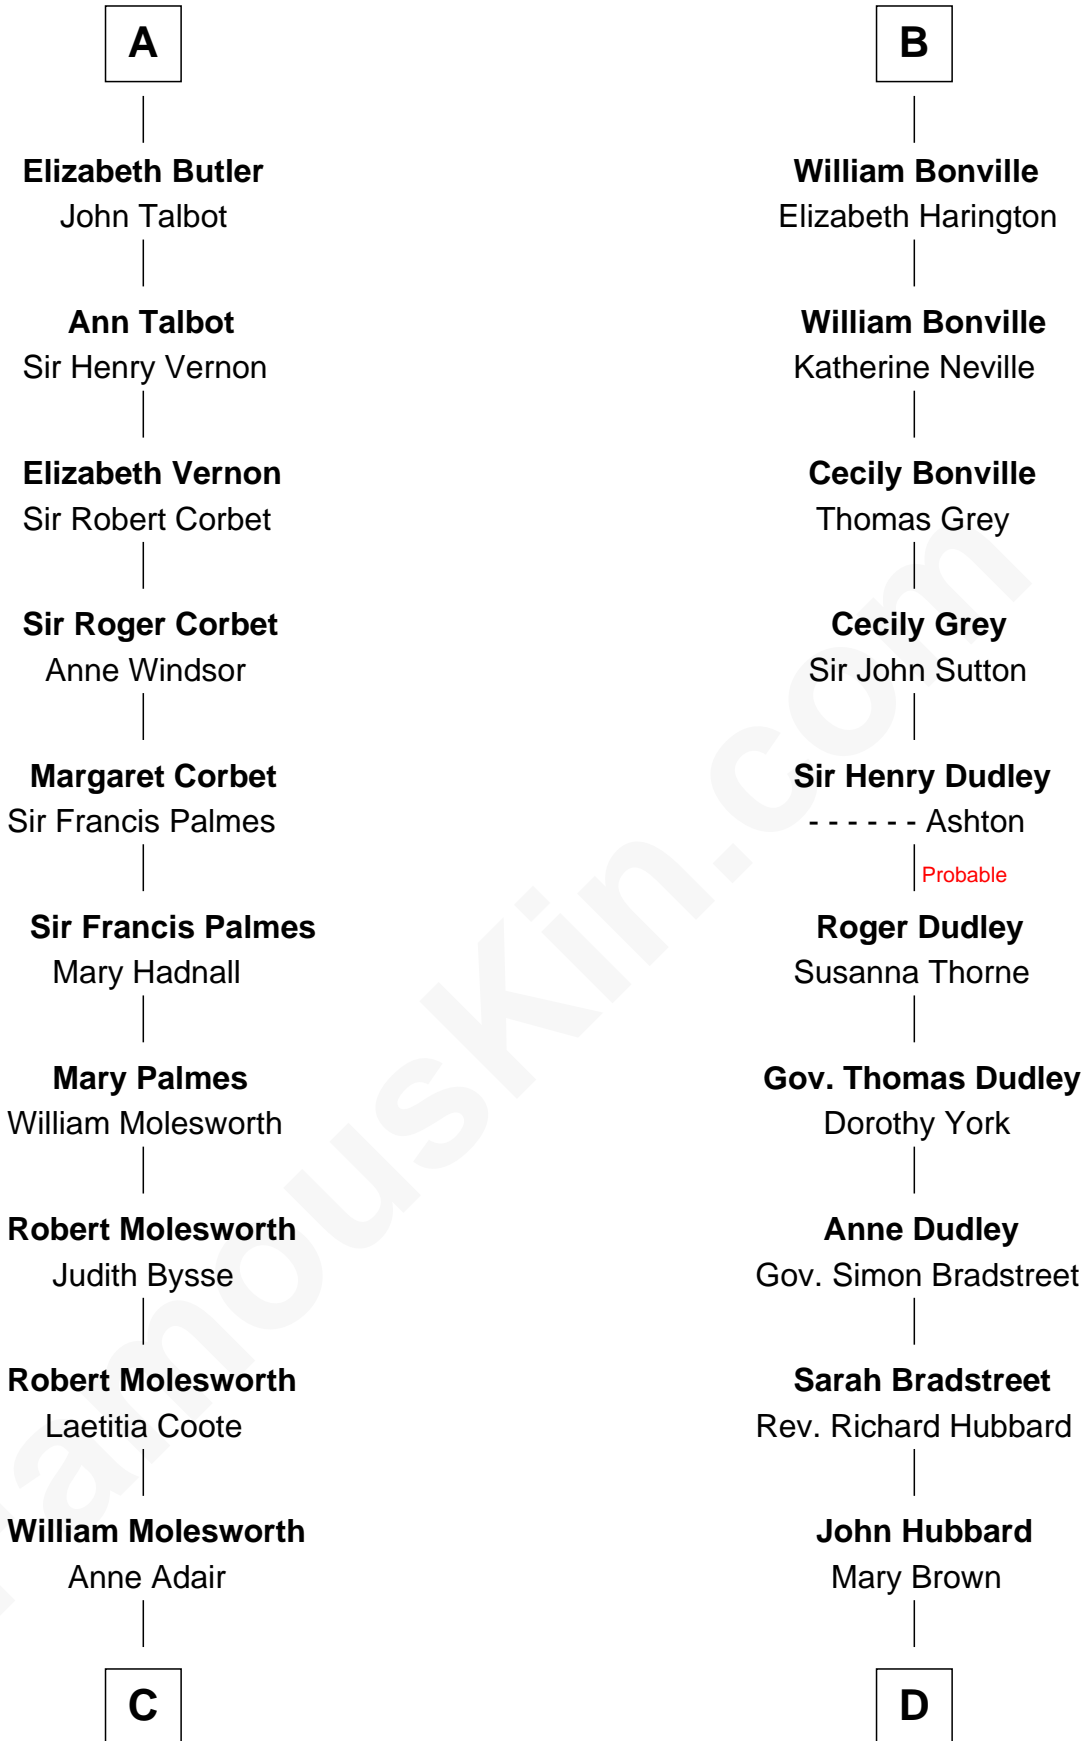 A
Elizabeth Butler
John Talbot
Ann Talbot
Sir Henry Vernon
Elizabeth Vernon
Sir Robert Corbet
Sir Roger Corbet
Anne Windsor
Margaret Corbet
Sir Francis Palmes
Sir Francis Palmes
Mary Hadnall
Mary Palmes
William Molesworth
Robert Molesworth
Judith Bysse
Robert Molesworth
Laetitia Coote
William Molesworth
Anne Adair
C
B
William Bonville
Elizabeth Harington
William Bonville
Katherine Neville
Cecily Bonville
Thomas Grey
Cecily Grey
Sir John Sutton
Sir Henry Dudley
- - - - - - Ashton
Probable
Roger Dudley
Susanna Thorne
Gov. Thomas Dudley
Dorothy York
Anne Dudley
Gov. Simon Bradstreet
Sarah Bradstreet
Rev. Richard Hubbard
John Hubbard
Mary Brown
D
FamousKin.com